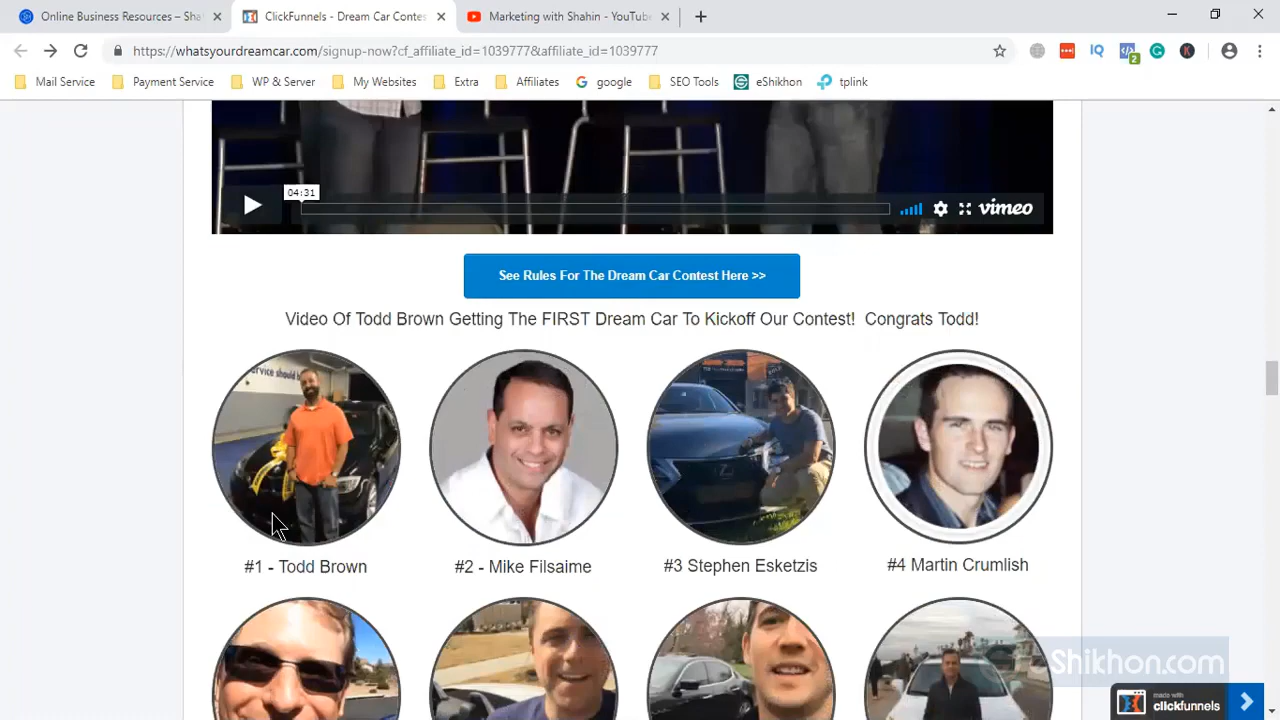 Online Business Resources – Sha
ClickFunnels - Dream Car Contes
Marketing with Shahin - YouTube
https://whatsyourdreamcar.com/signup-now?cf_affiliate_id=1039777&affiliate_id=1039777
IQ
2
K
Mail Service
Payment Service
WP & Server
My Websites
Extra
Affiliates
google
SEO Tools
eShikhon
tplink
04:31
vimeo
See Rules For The Dream Car Contest Here >>
Video Of Todd Brown Getting The FIRST Dream Car To Kickoff Our Contest! Congrats Todd!
#1 - Todd Brown
#2 - Mike Filsaime
#3 Stephen Esketzis
#4 Martin Crumlish
Shikhon.com
made with
clickfunnels